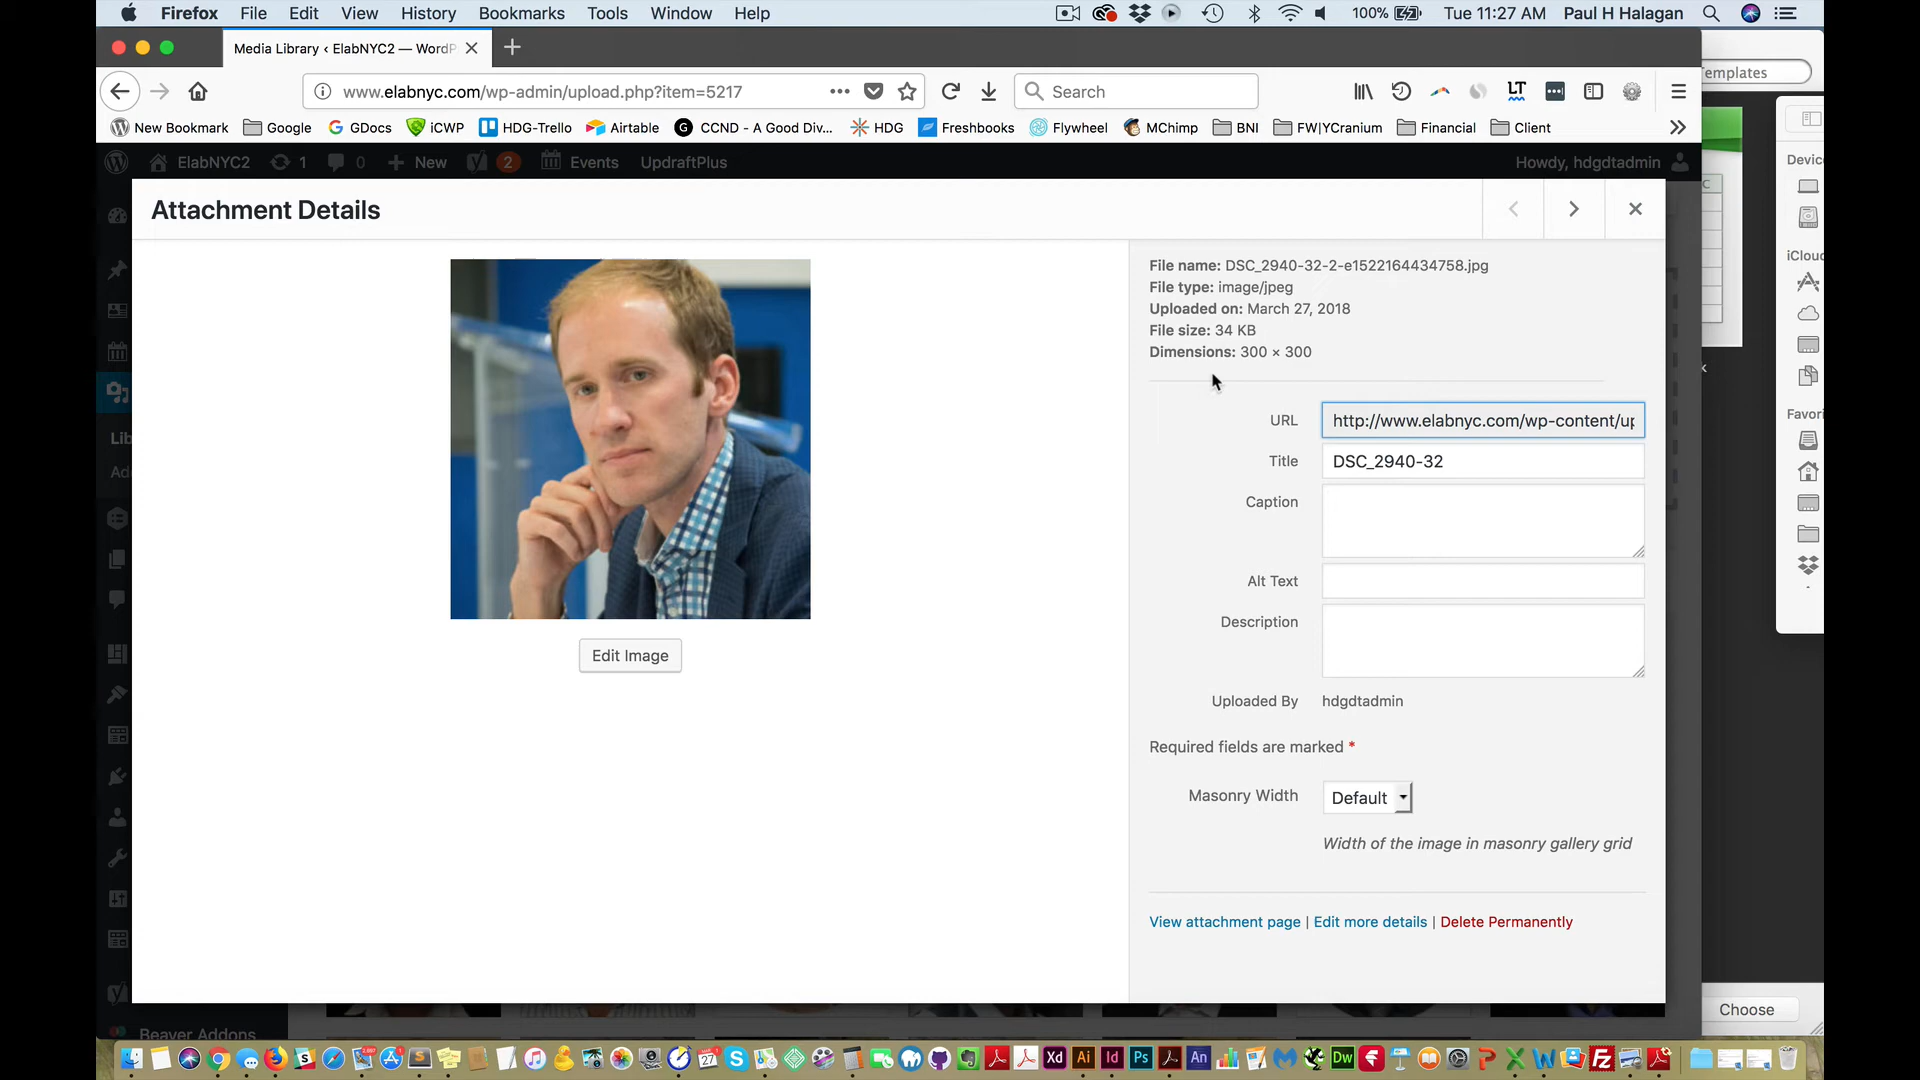 Firefox File Edit View History Bookmarks Tools Window Help 100% Tue 11:27 AM Paul H Halagan
Media Library ‹ ElabNYC2 — WordP
www.elabnyc.com/wp-admin/upload.php?item=5217 Search
New Bookmark Google GDocs iCWP HDG-Trello Airtable CCND - A Good Div... HDG Freshbooks Flywheel MChimp BNI FW|YCranium Financial Client
ElabNYC2 1 0 New 2 Events UpdraftPlus Howdy, hdgdtadmin
Attachment Details
File name: DSC_2940-32-2-e1522164434758.jpg
File type: image/jpeg
Uploaded on: March 27, 2018
File size: 34 KB
Dimensions: 300 × 300
URL http://www.elabnyc.com/wp-content/up
Title DSC_2940-32
Caption
Alt Text
Description
Edit Image
Uploaded By hdgdtadmin
Required fields are marked *
Masonry Width Default
Width of the image in masonry gallery grid
View attachment page | Edit more details | Delete Permanently
Beaver Addons
emplates
Devic
iCloud
Favori
Choose